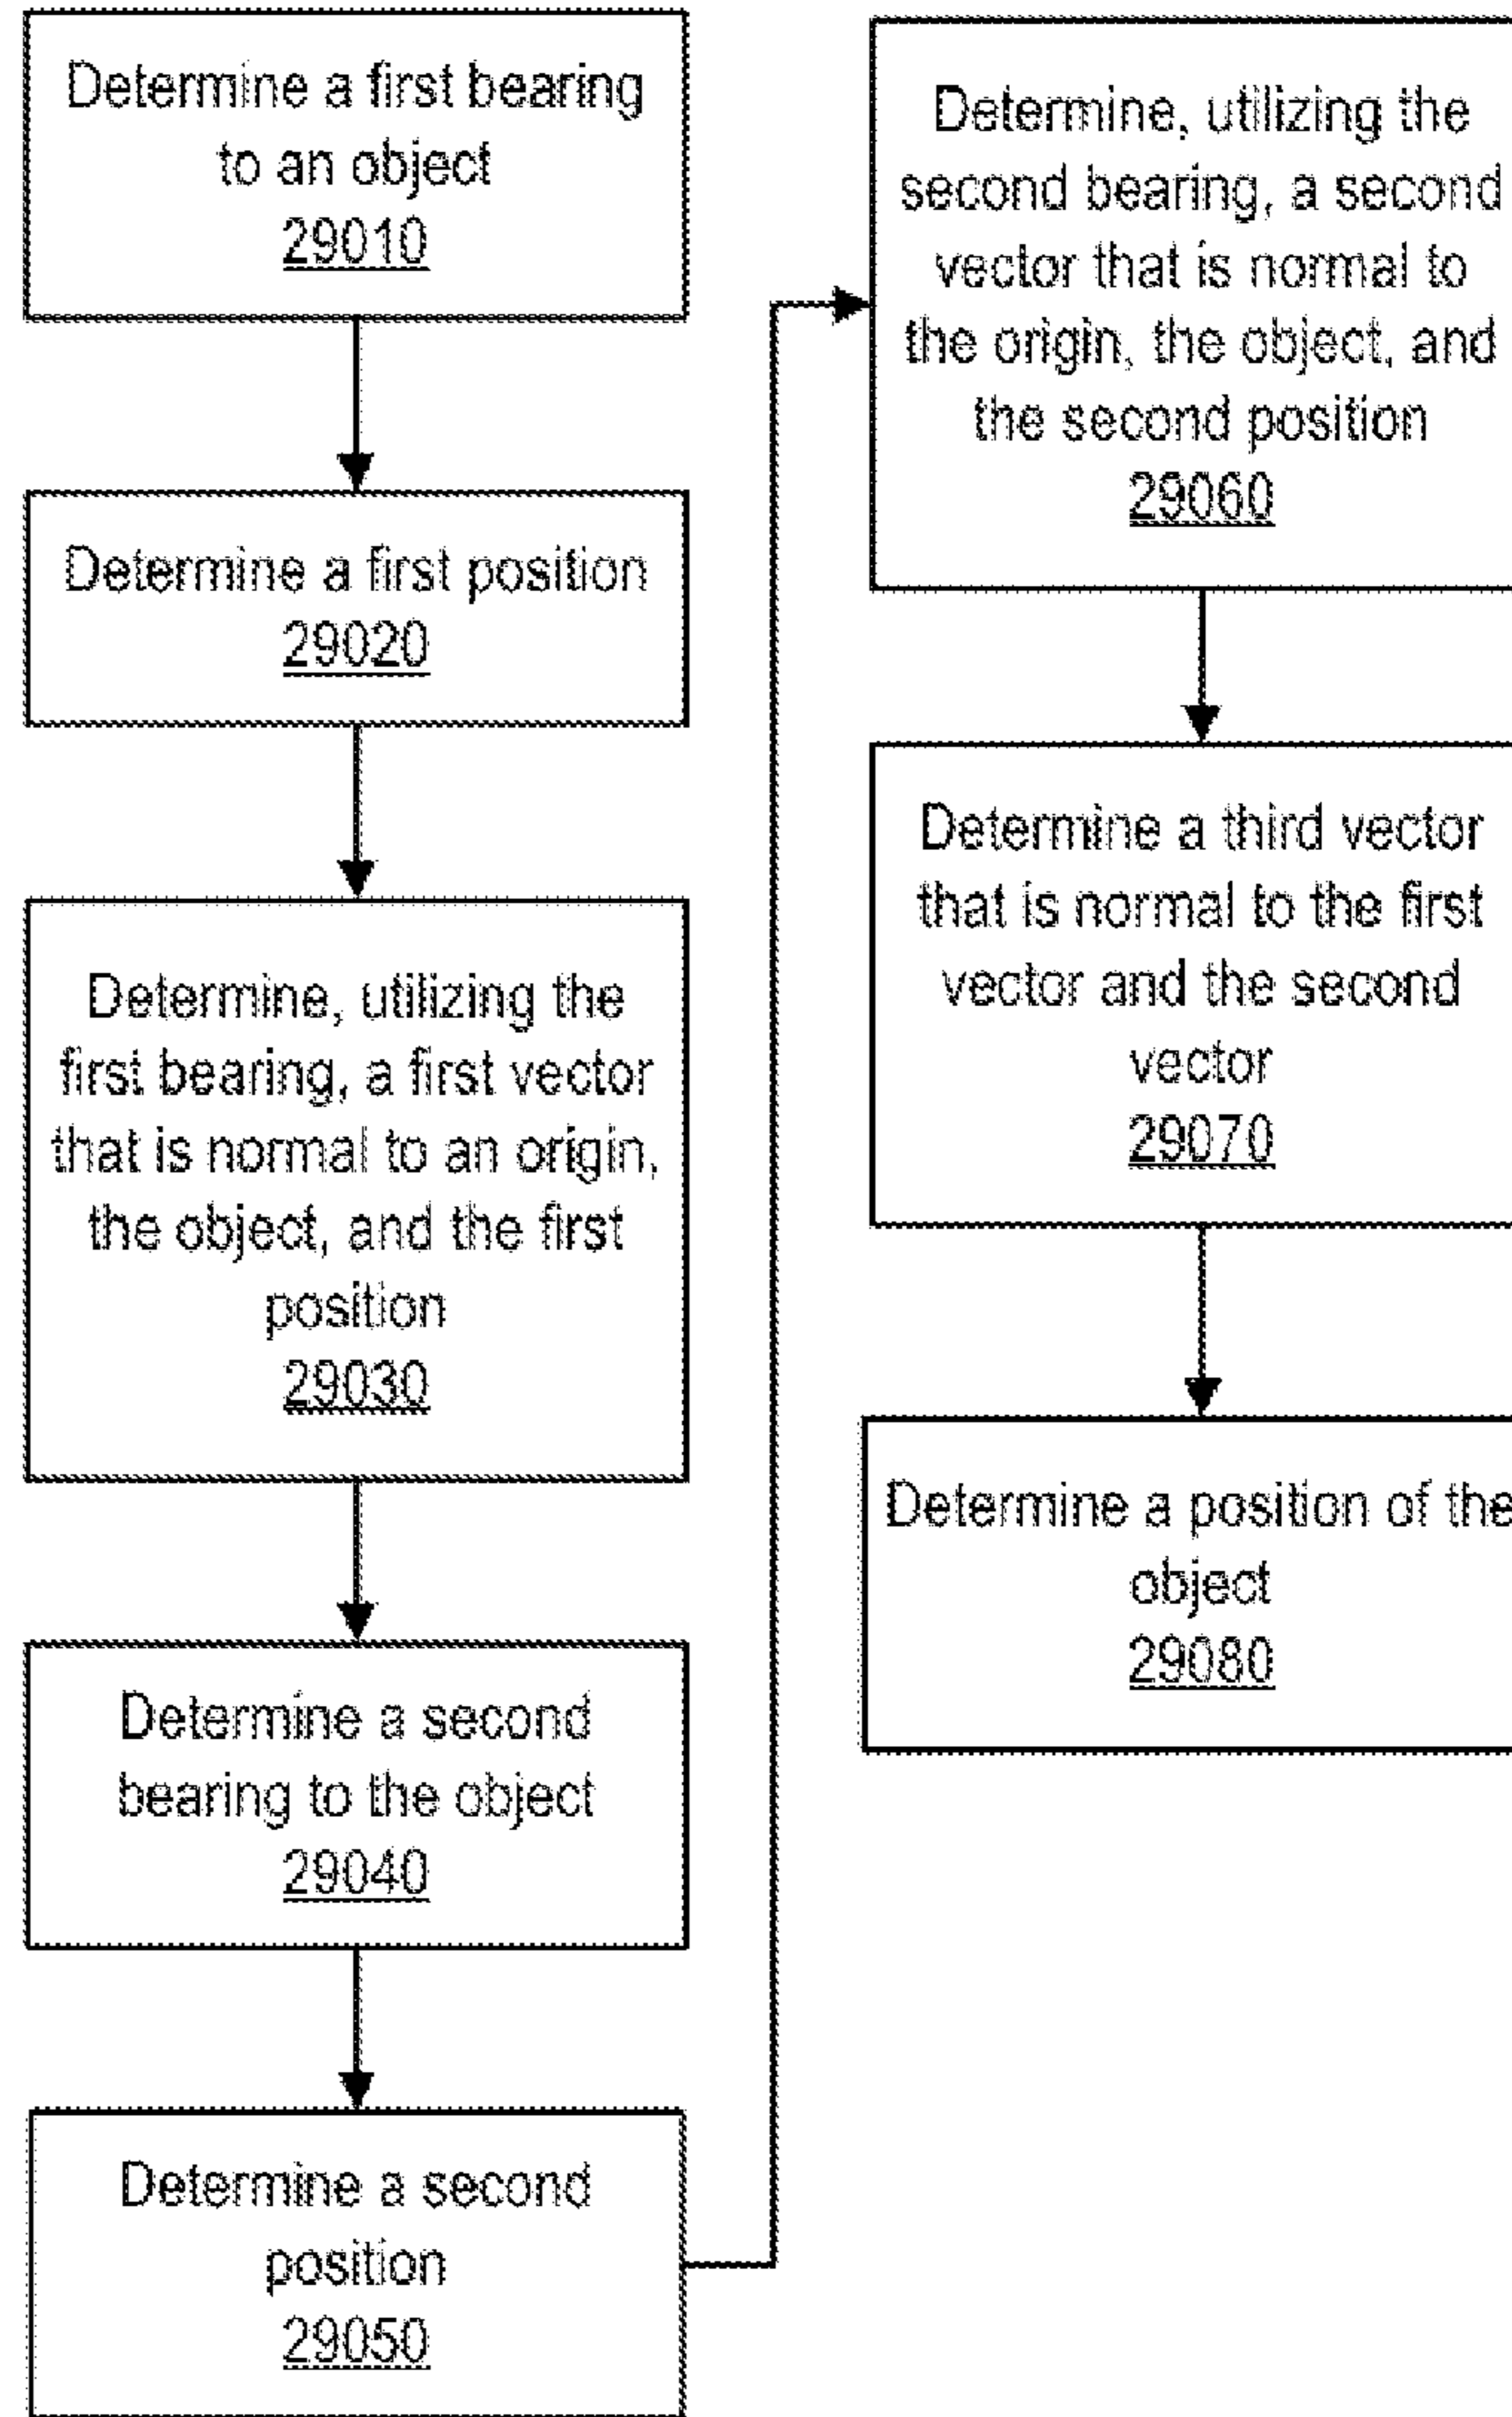 Determine a first bearing
to an object
29010
Determine a first position
29020
Determine, utilizing the
first bearing, a first vector
that is normal to an origin,
the object, and the first
position
29030
Determine a second
bearing to the object
29040
Determine a second
position
29050
Determine, utilizing the
second bearing, a second
vector that is normal to
the origin, the object, and
the second position
29060
Determine a third vector
that is normal to the first
vector and the second
vector
29070
Determine a position of the
object
29080